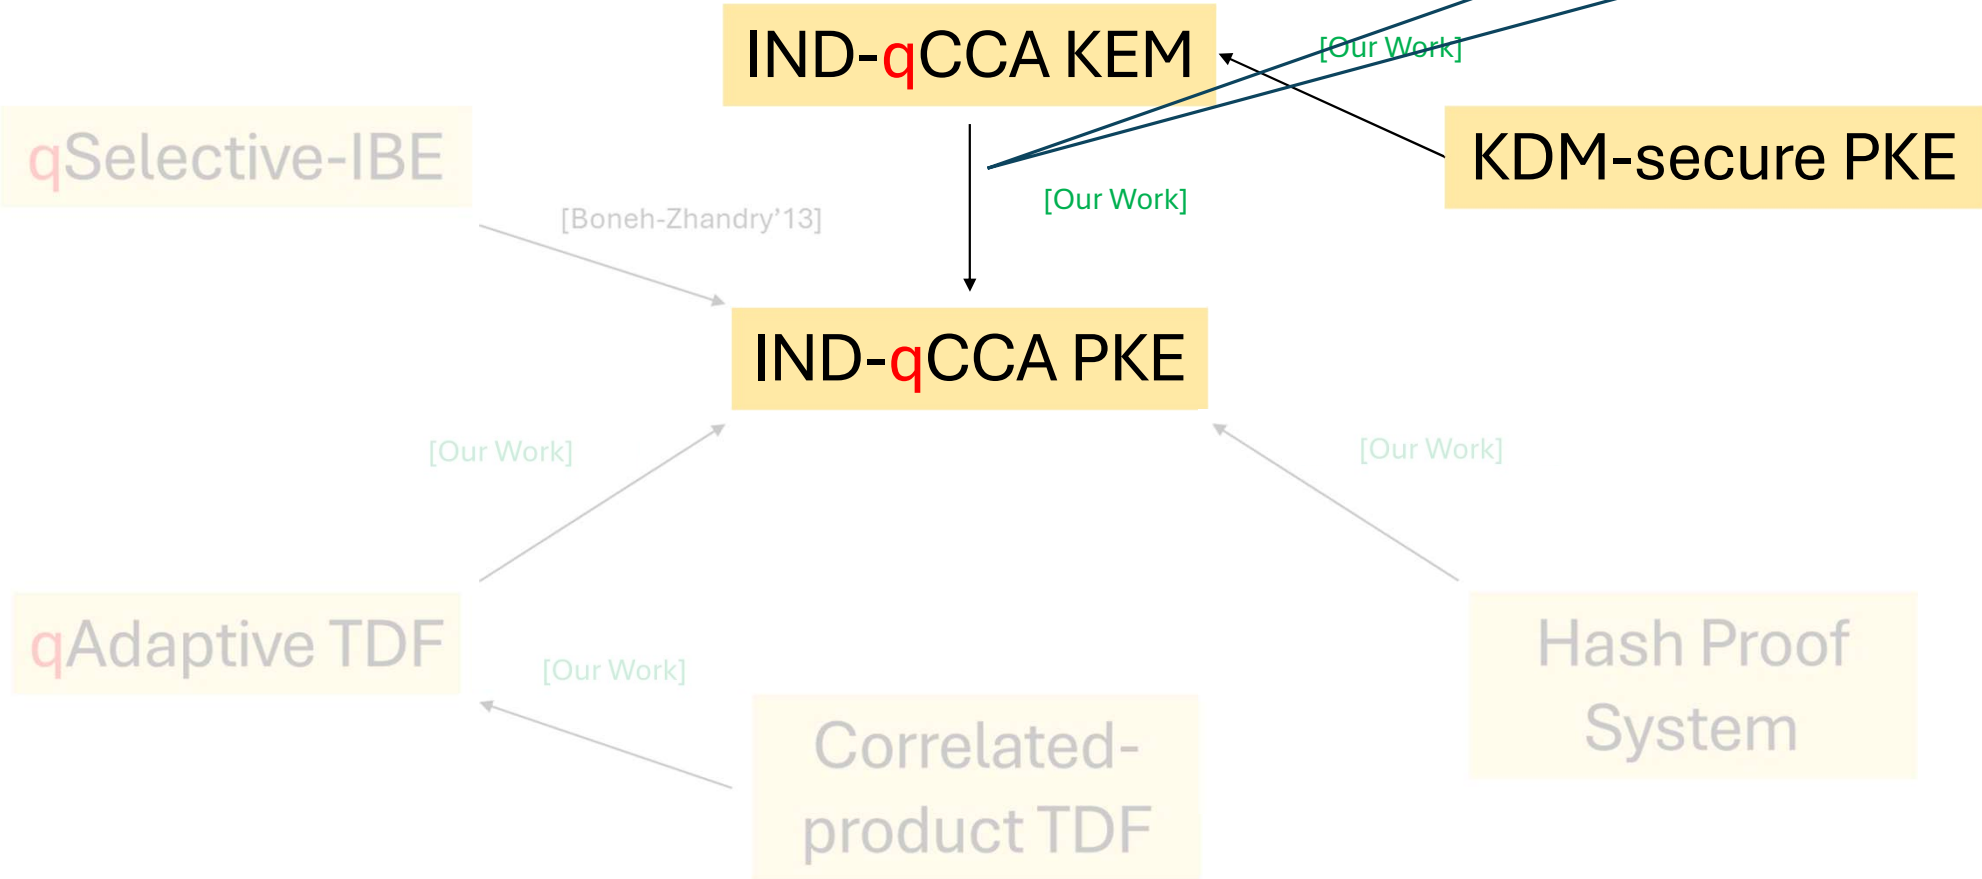 IND-qCCA KEM
[Our Work]
qSelective-IBE
KDM-secure PKE
[Our Work]
[Boneh-Zhandry’13]
IND-qCCA PKE
[Our Work]
[Our Work]
qAdaptive TDF
[Our Work]
Hash Proof
System
Correlated-
product TDF